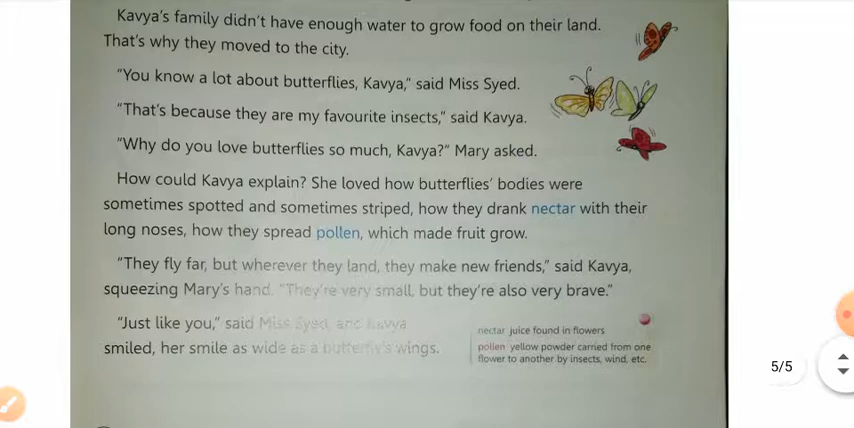 Kavya's family didn't have enough water to grow food on their land.
That's why they moved to the city.
"You know a lot about butterflies, Kavya," said Miss Syed.
"That's because they are my favourite insects," said Kavya.
"Why do you love butterflies so much, Kavya?" Mary asked.
How could Kavya explain? She loved how butterflies' bodies were
sometimes spotted and sometimes striped, how they drank nectar with their
long noses, how they spread pollen, which made fruit grow.
"They fly far, but wherever they land, they make new friends," said Kavya,
squeezing Mary's hand. "They're very small, but they're also very brave."
"Just like you," said Miss Syed, and Kavya
smiled, her smile as wide as a butterfly's wings.
nectar juice found in flowers
pollen yellow powder carried from one
flower to another by insects, wind, etc.
5/5